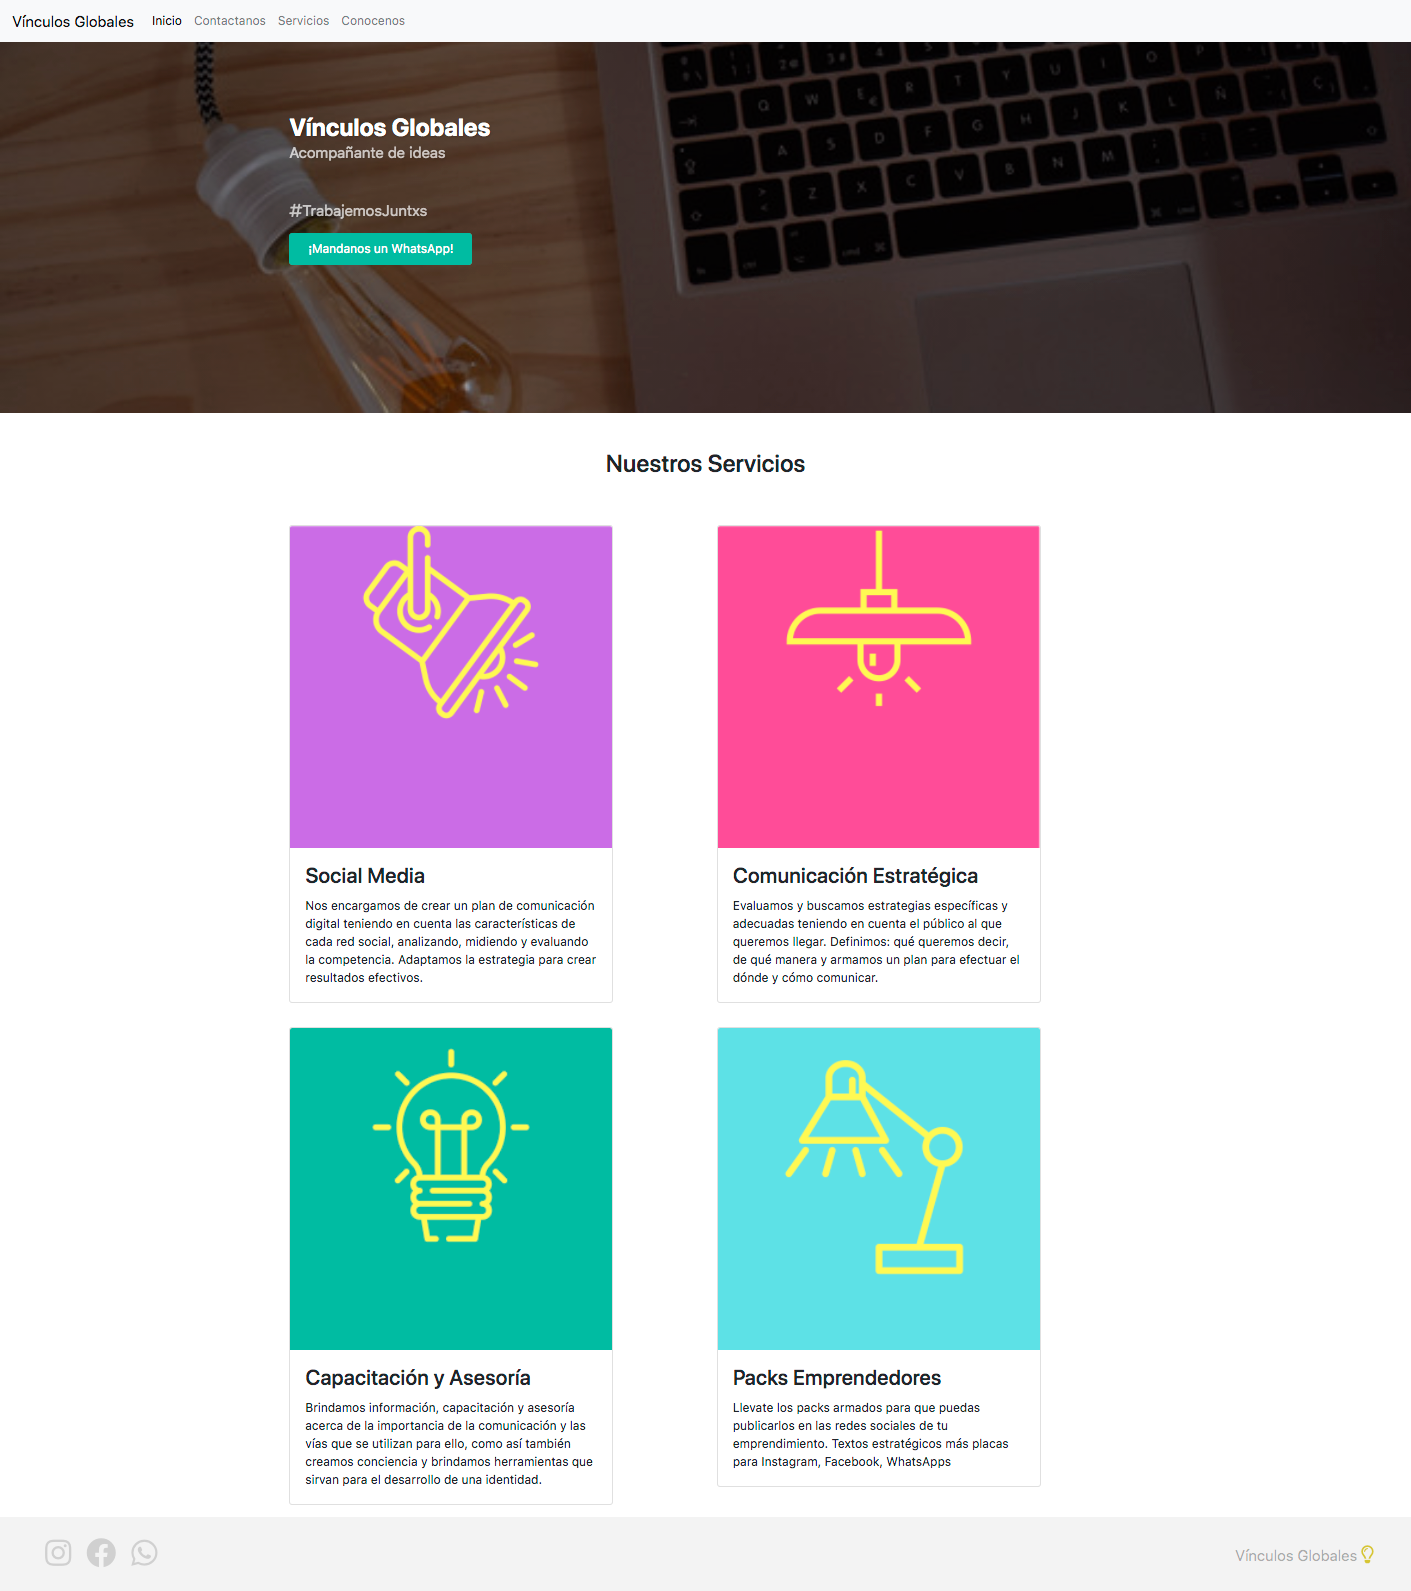 Vínculos Globales Inicio Contactanos Servicios Conocenos
Vínculos Globales
Acompañante de ideas
#TrabajemosJuntxs
¡Mandanos un WhatsApp!
Nuestros Servicios
Social Media
Nos encargamos de crear un plan de comunicación
digital teniendo en cuenta las características de
cada red social, analizando, midiendo y evaluando
la competencia. Adaptamos la estrategia para crear
resultados efectivos.
Comunicación Estratégica
Evaluamos y buscamos estrategias específicas y
adecuadas teniendo en cuenta el público al que
queremos llegar. Definimos: qué queremos decir,
de qué manera y armamos un plan para efectuar el
dónde y cómo comunicar.
Capacitación y Asesoría
Brindamos información, capacitación y asesoría
acerca de la importancia de la comunicación y las
vías que se utilizan para ello, como así también
creamos conciencia y brindamos herramientas que
sirvan para el desarrollo de una identidad.
Packs Emprendedores
Llevate los packs armados para que puedas
publicarlos en las redes sociales de tu
emprendimiento. Textos estratégicos más placas
para Instagram, Facebook, WhatsApps
Vínculos Globales